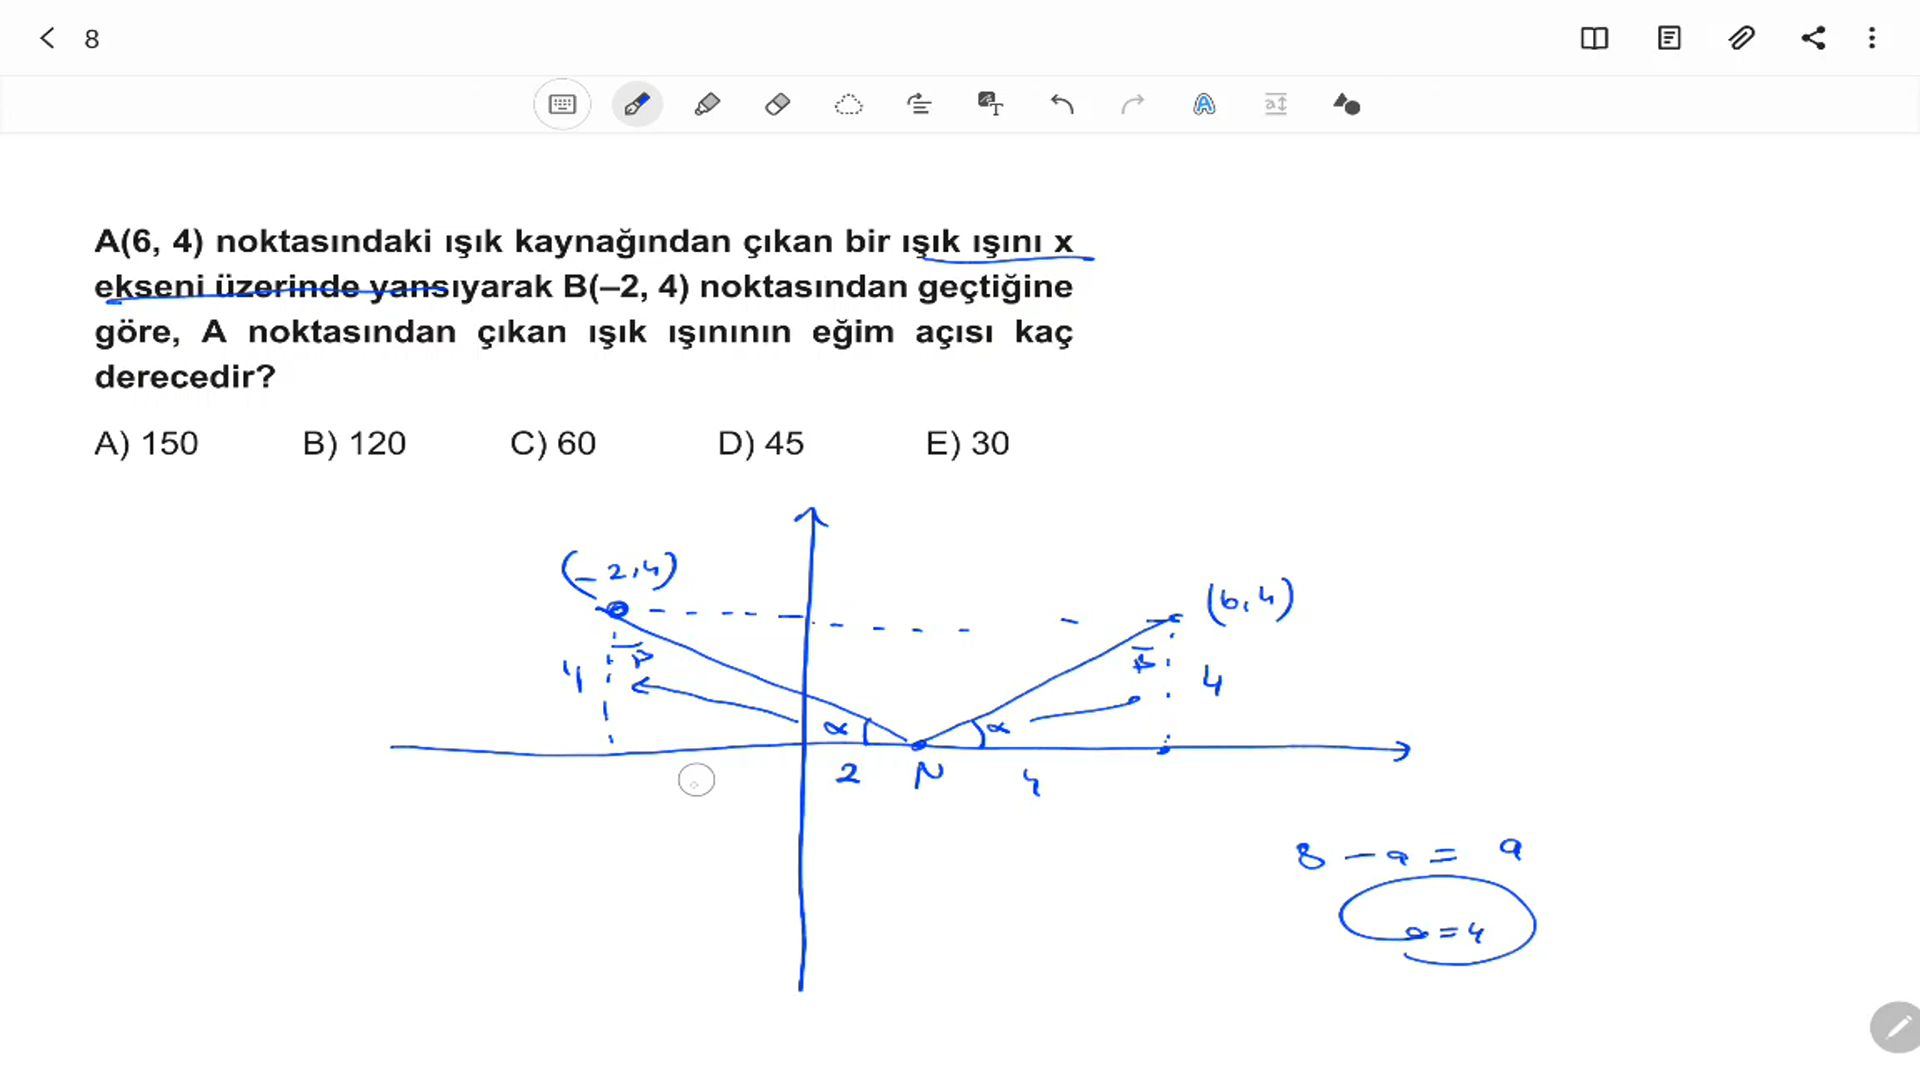 8
A(6, 4) noktasındaki ışık kaynağından çıkan bir ışık ışını x
ekseni üzerinde yansıyarak B(–2, 4) noktasından geçtiğine
göre, A noktasından çıkan ışık ışınının eğim açısı kaç
derecedir?
A) 150 B) 120 C) 60 D) 45 E) 30
(-2,4)
(6,4)
4
4
α
α
2
N
4
8 - a = a
a = 4